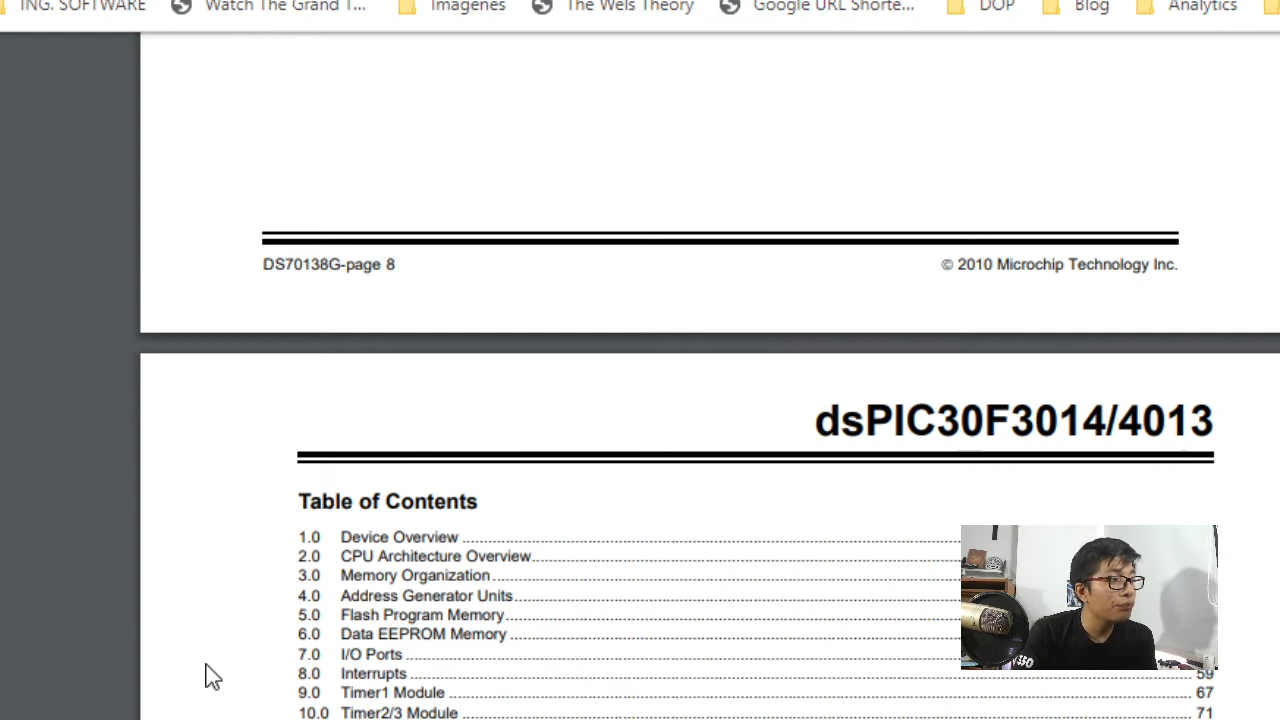 ING. SOFTWARE Watch The Grand T... Imagenes The Wels Theory Google URL Shorte... DOP Blog Analytics
DS70138G-page 8 © 2010 Microchip Technology Inc.
dsPIC30F3014/4013
Table of Contents
1.0 Device Overview
2.0 CPU Architecture Overview
3.0 Memory Organization
4.0 Address Generator Units
5.0 Flash Program Memory
6.0 Data EEPROM Memory
7.0 I/O Ports
8.0 Interrupts 59
9.0 Timer1 Module 67
10.0 Timer2/3 Module 71